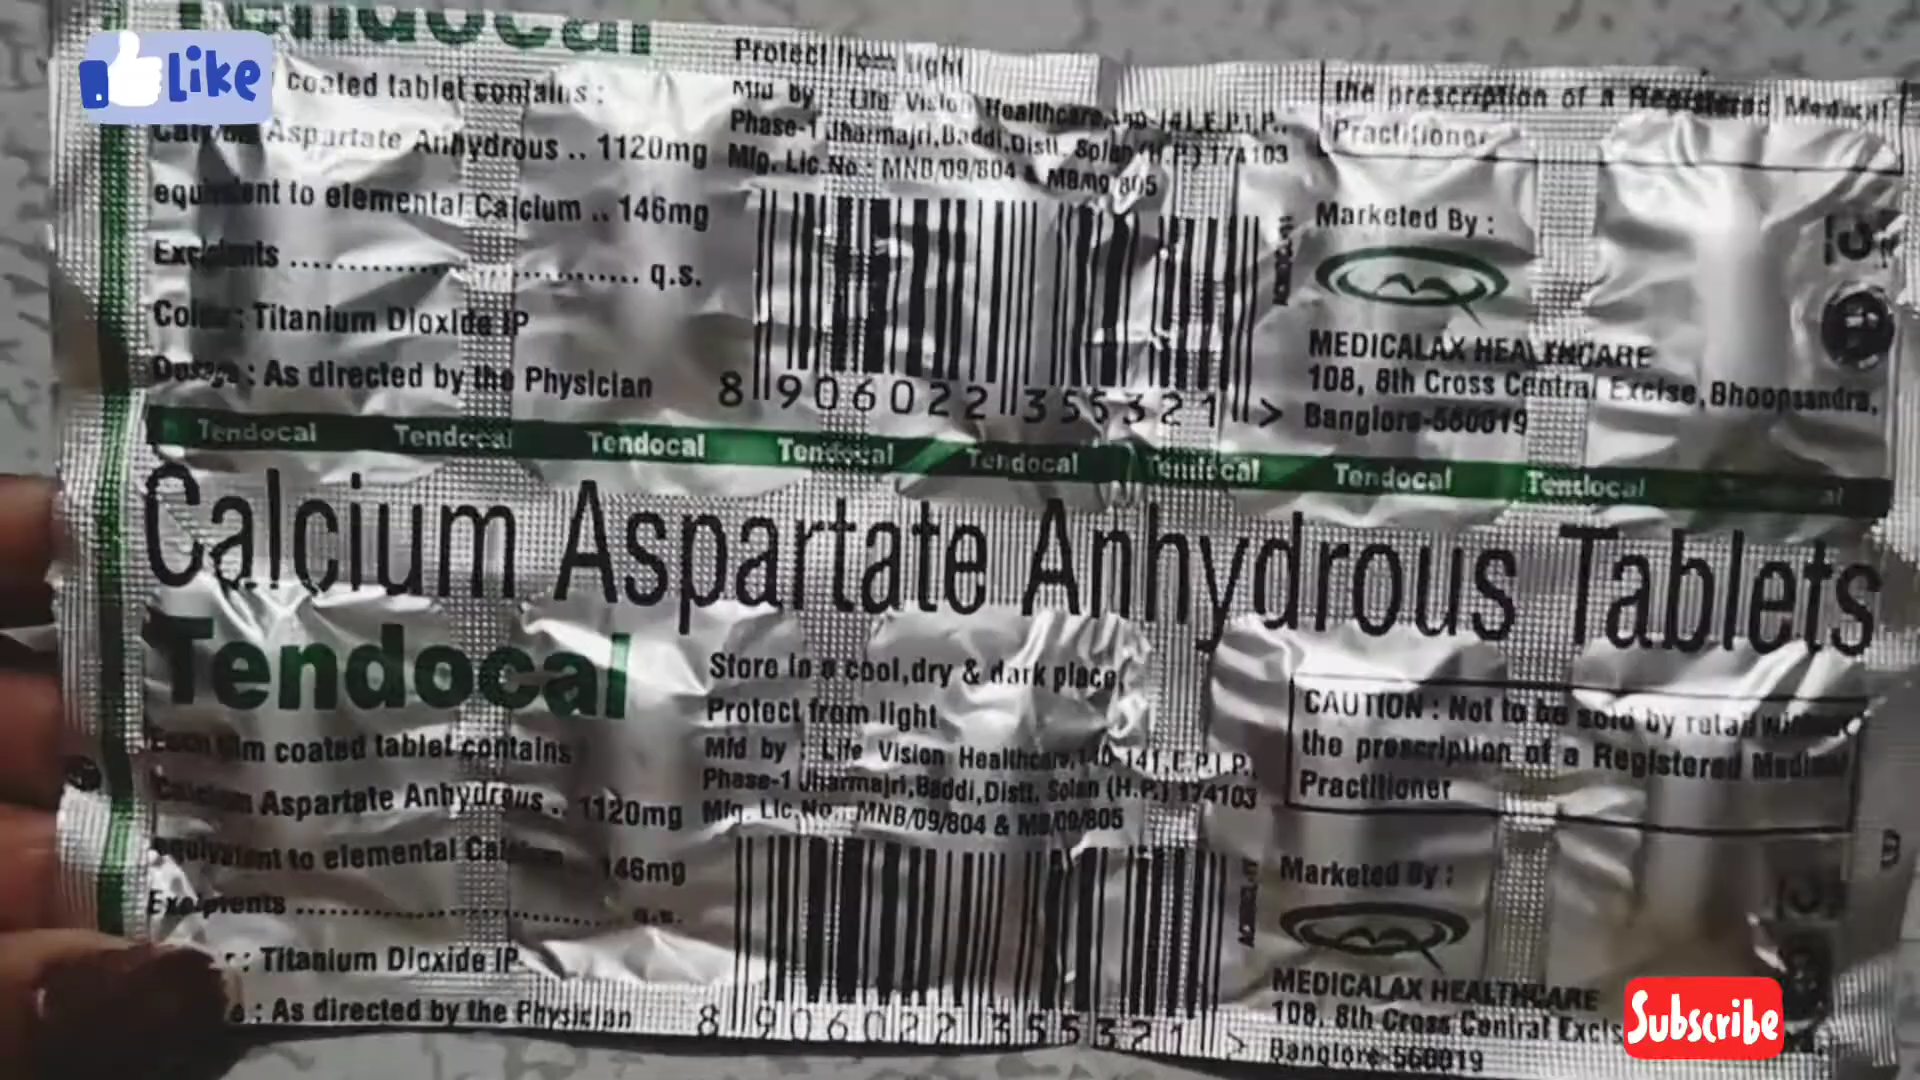 Tendocal
Like
coated tablet contains :
Calcium Aspartate Anhydrous .. 1120mg
equivalent to elemental Calcium .. 146mg
Excipients .................................... q.s.
Colour : Titanium Dioxide IP
Dosage : As directed by the Physician
Protect from light
Mfd by : Life Vision Healthcare, 140-141, E.P.I.P.,
Phase-1 Jharmajri, Baddi, Distt. Solan (H.P.) 174103
Mfg. Lic. No : MNB/09/804 & MB/09/805
8 906022 355321 >
the prescription of a Registered Medical
Practitioner
Marketed By :
MEDICALAX HEALTHCARE
108, 8th Cross Central Excise, Bhoopsandra,
Banglore-560019
Tendocal Tendocal Tendocal Tendocal Tendocal Tendocal Tendocal Tendocal
Calcium Aspartate Anhydrous Tablets
Tendocal
Each film coated tablet contains
Calcium Aspartate Anhydrous .. 1120mg
equivalent to elemental Calcium 146mg
Excipients .................................... q.s.
: Titanium Dioxide IP
: As directed by the Physician
Store in a cool, dry & dark place,
Protect from light
Mfd by : Life Vision Healthcare, 140-141, E.P.I.P.,
Phase-1 Jharmajri, Baddi, Distt. Solan (H.P.) 174103
Mfg. Lic. No. MNB/09/804 & MB/09/805
8 906022 355321 >
CAUTION : Not to be sold by retail without
the prescription of a Registered Medical
Practitioner
Marketed By :
MEDICALAX HEALTHCARE
108, 8th Cross Central Excis
Banglore-560019
Subscribe